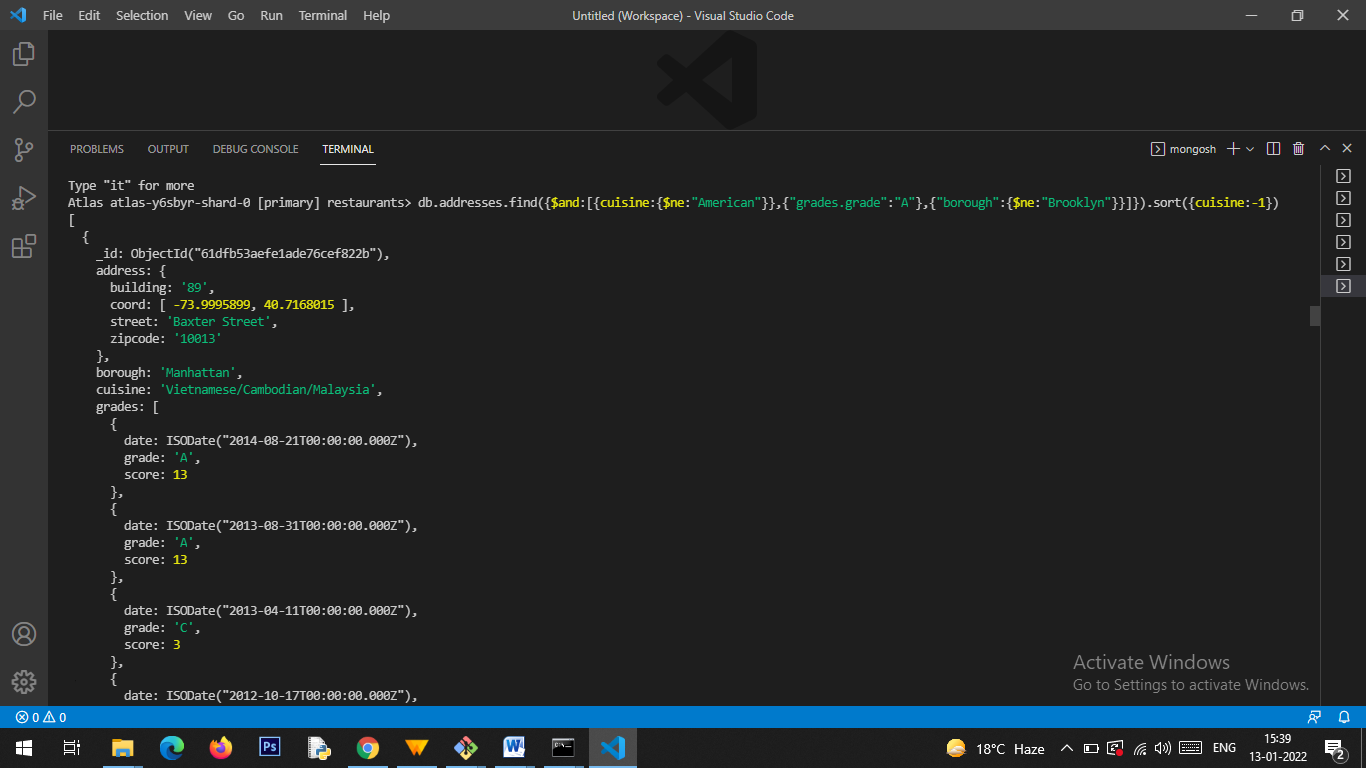 File Edit Selection View Go Run Terminal Help Untitled (Workspace) - Visual Studio Code
PROBLEMS OUTPUT DEBUG CONSOLE TERMINAL mongosh
Type "it" for more
Atlas atlas-y6sbyr-shard-0 [primary] restaurants> db.addresses.find({$and:[{cuisine:{$ne:"American"}},{"grades.grade":"A"},{"borough":{$ne:"Brooklyn"}}]}).sort({cuisine:-1})
[
{
_id: ObjectId("61dfb53aefe1ade76cef822b"),
address: {
building: '89',
coord: [ -73.9995899, 40.7168015 ],
street: 'Baxter Street',
zipcode: '10013'
},
borough: 'Manhattan',
cuisine: 'Vietnamese/Cambodian/Malaysia',
grades: [
{
date: ISODate("2014-08-21T00:00:00.000Z"),
grade: 'A',
score: 13
},
{
date: ISODate("2013-08-31T00:00:00.000Z"),
grade: 'A',
score: 13
},
{
date: ISODate("2013-04-11T00:00:00.000Z"),
grade: 'C',
score: 3
},
{
date: ISODate("2012-10-17T00:00:00.000Z"),
Activate Windows
Go to Settings to activate Windows.
0 0
Ps
W
18°C Haze ENG 15:39
13-01-2022
2